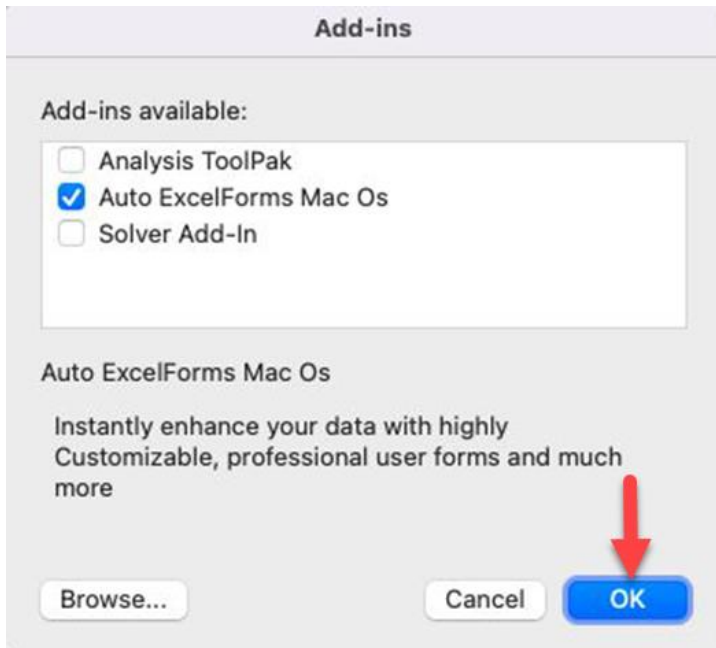 Add-ins
Add-ins available:
Analysis ToolPak
Auto ExcelForms Mac Os
Solver Add-In
Auto ExcelForms Mac Os
Instantly enhance your data with highly
Customizable, professional user forms and much
more
Browse...
Cancel
OK